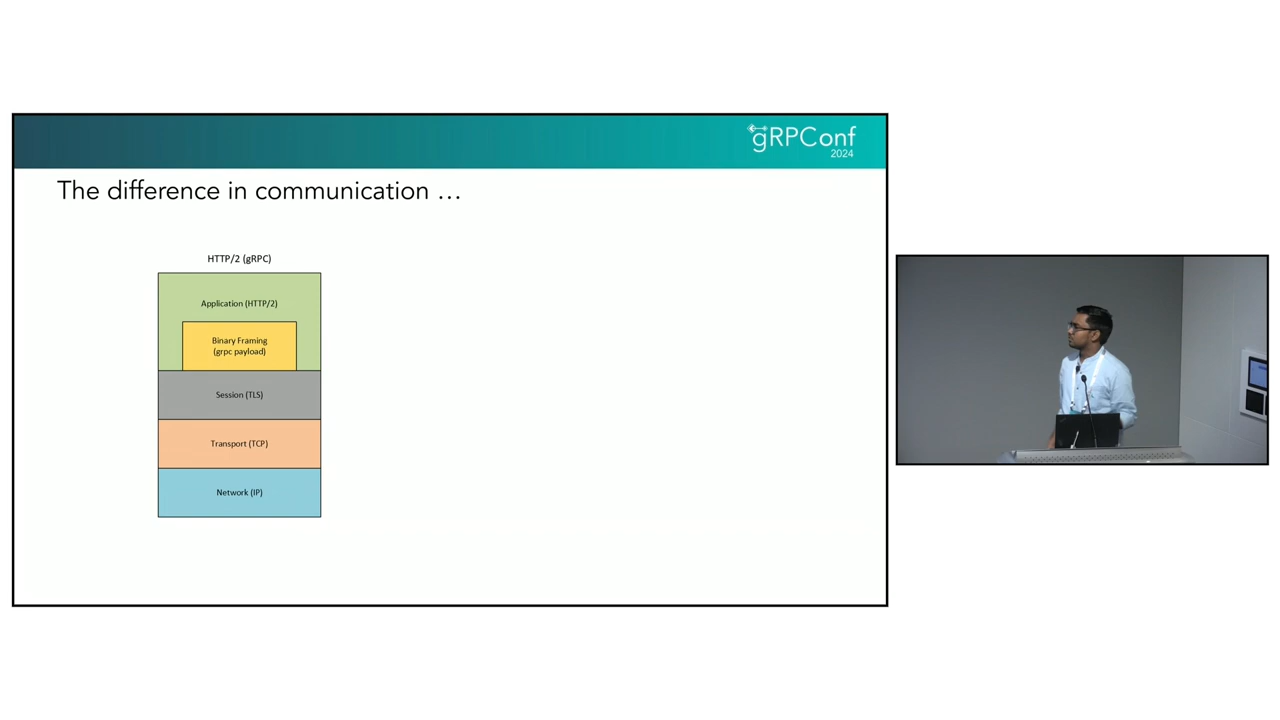 gRPConf
2024
The difference in communication …
HTTP/2 (gRPC)
Application (HTTP/2)
Binary Framing
(grpc payload)
Session (TLS)
Transport (TCP)
Network (IP)